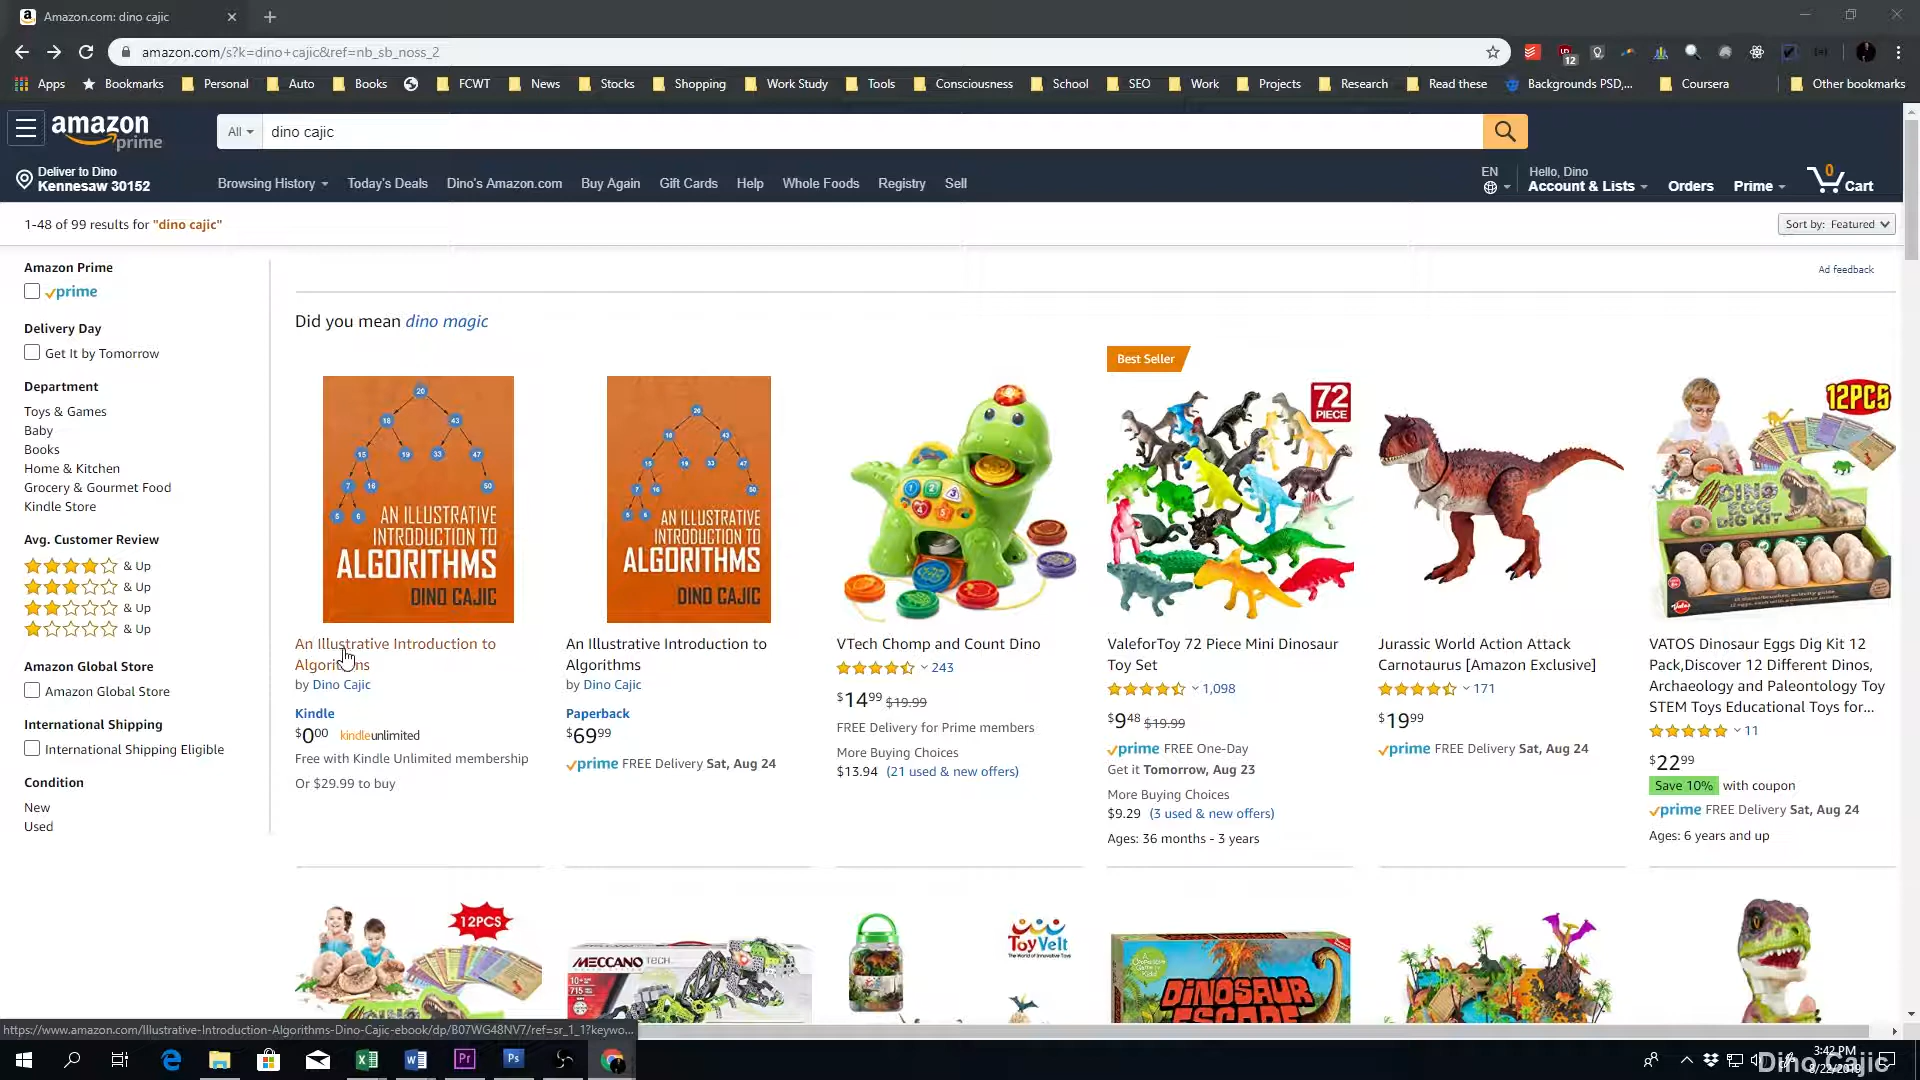 Amazon.com: dino cajic
amazon.com/s?k=dino+cajic&ref=nb_sb_noss_2
12
Apps Bookmarks Personal Auto Books FCWT News Stocks Shopping Work Study Tools Consciousness School SEO Work Projects Research Read these Backgrounds PSD,... Coursera Other bookmarks
amazon prime
All dino cajic
Deliver to Dino
Kennesaw 30152
Browsing History Today's Deals Dino's Amazon.com Buy Again Gift Cards Help Whole Foods Registry Sell
EN
Hello, Dino
Account & Lists Orders Prime 0 Cart
1-48 of 99 results for "dino cajic"
Sort by: Featured
Amazon Prime
prime
Delivery Day
Get It by Tomorrow
Department
Toys & Games
Baby
Books
Home & Kitchen
Grocery & Gourmet Food
Kindle Store
Avg. Customer Review
& Up
& Up
& Up
& Up
Amazon Global Store
Amazon Global Store
International Shipping
International Shipping Eligible
Condition
New
Used
Ad feedback
Did you mean dino magic
AN ILLUSTRATIVE
INTRODUCTION TO
ALGORITHMS
DINO CAJIC
An Illustrative Introduction to
Algorithms
by Dino Cajic
Kindle
$0.00 kindleunlimited
Free with Kindle Unlimited membership
Or $29.99 to buy
AN ILLUSTRATIVE
INTRODUCTION TO
ALGORITHMS
DINO CAJIC
An Illustrative Introduction to
Algorithms
by Dino Cajic
Paperback
$69.99
prime FREE Delivery Sat, Aug 24
VTech Chomp and Count Dino
243
$14.99 $19.99
FREE Delivery for Prime members
More Buying Choices
$13.94 (21 used & new offers)
Best Seller
72
PIECE
ValeforToy 72 Piece Mini Dinosaur
Toy Set
1,098
$9.48 $19.99
prime FREE One-Day
Get it Tomorrow, Aug 23
More Buying Choices
$9.29 (3 used & new offers)
Ages: 36 months - 3 years
Jurassic World Action Attack
Carnotaurus [Amazon Exclusive]
171
$19.99
prime FREE Delivery Sat, Aug 24
12PCS
DINO
EGG
DIG KIT
VATOS Dinosaur Eggs Dig Kit 12
Pack,Discover 12 Different Dinos,
Archaeology and Paleontology Toy
STEM Toys Educational Toys for...
11
$22.99
Save 10% with coupon
prime FREE Delivery Sat, Aug 24
Ages: 6 years and up
12PCS
MECCANO TECH
10+
715
ToyVelt
DINOSAUR
ESCAPE
https://www.amazon.com/Illustrative-Introduction-Algorithms-Dino-Cajic-ebook/dp/B07WG48NV7/ref=sr_1_1?keywo...
3:42 PM
8/22/2019
Dino Cajic